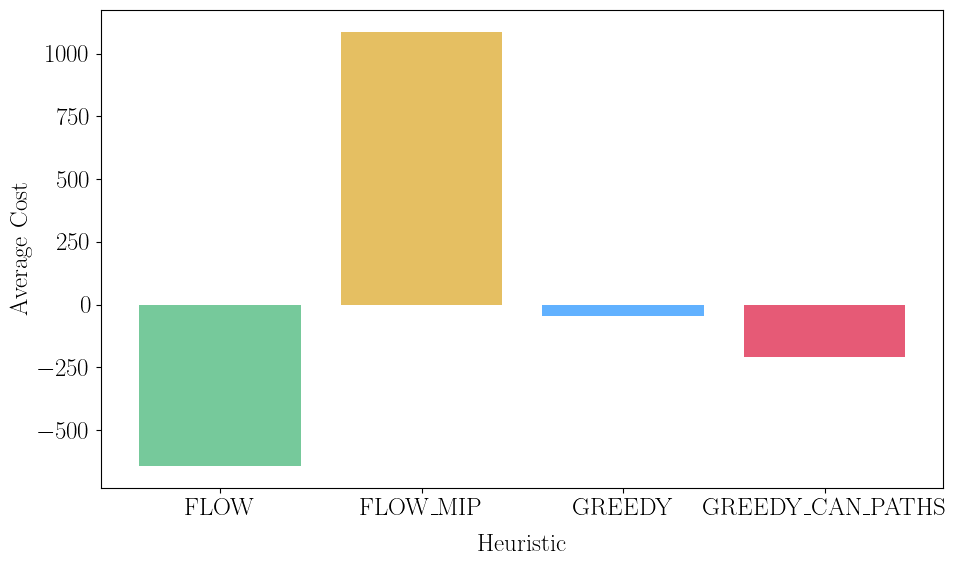 1000
750
500
250
0
−250
−500
Average Cost
FLOW
FLOW_MIP
GREEDY
GREEDY_CAN_PATHS
Heuristic